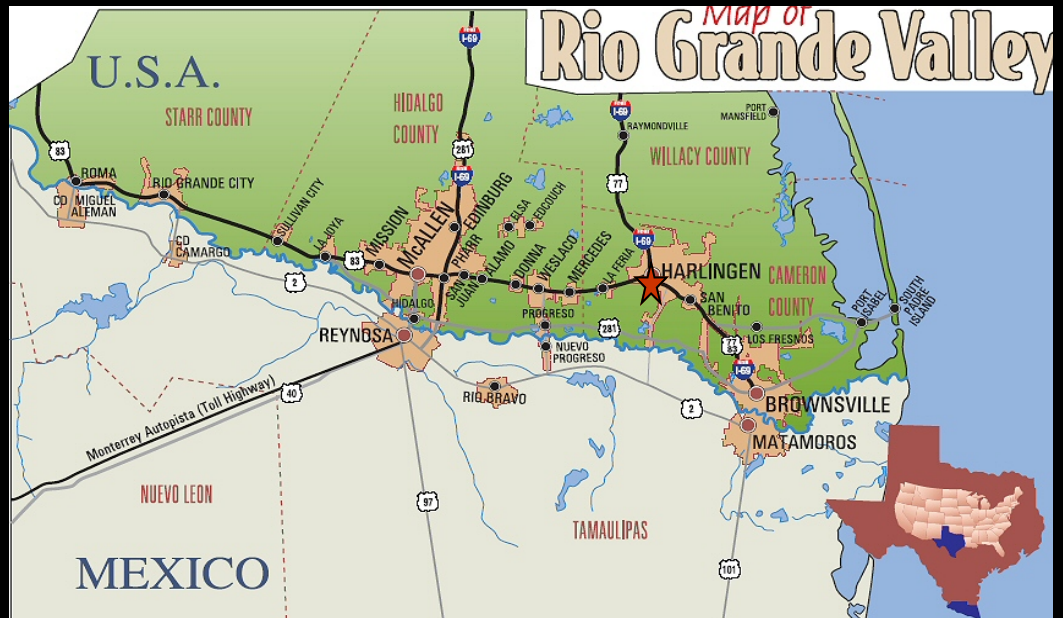 Map of
Rio Grande Valley
U.S.A.
STARR COUNTY
HIDALGO
COUNTY
I-69
I-69
PORT
MANSFIELD
RAYMONDVILLE
WILLACY COUNTY
83
281
I-69
77
ROMA
RIO GRANDE CITY
CD MIGUEL
ALEMAN
CD
CAMARGO
SULLIVAN CITY
LA JOYA
83
MISSION
McALLEN
EDINBURG
PHARR
SAN
JUAN
ALAMO
ELSA
EDCOUCH
DONNA
WESLACO
MERCEDES
LA FERIA
I-69
HARLINGEN
CAMERON
COUNTY
SAN
BENITO
PORT
ISABEL
SOUTH
PADRE
ISLAND
2
HIDALGO
REYNOSA
PROGRESO
281
NUEVO
PROGRESO
LOS FRESNOS
77
83
I-69
BROWNSVILLE
MATAMOROS
RIO BRAVO
2
40
Monterrey Autopista (Toll Highway)
NUEVO LEON
97
TAMAULIPAS
101
MEXICO